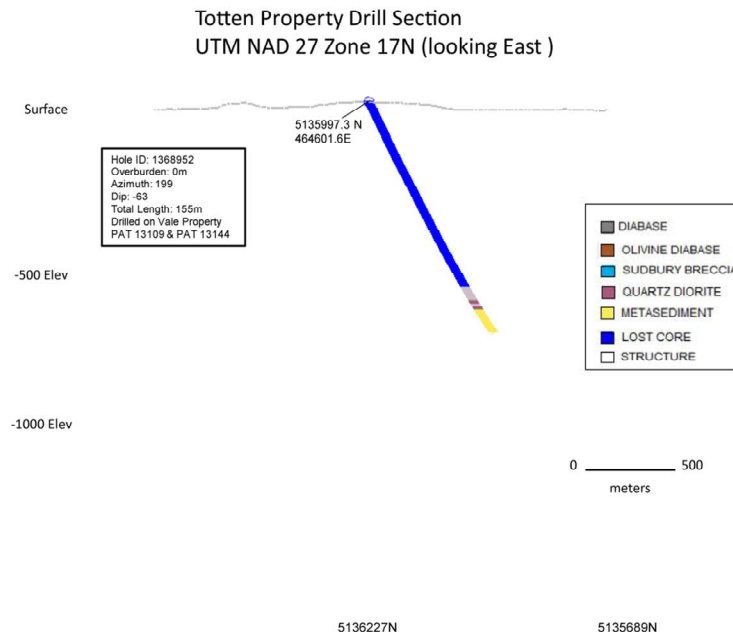 Totten Property Drill Section
UTM NAD 27 Zone 17N (looking East )
Surface
5135997.3 N
464601.6E
Hole ID: 1368952
Overburden: 0m
Azimuth: 199
Dip: -63
Total Length: 155m
Drilled on Vale Property
PAT 13109 & PAT 13144
-500 Elev
DIABASE
OLIVINE DIABASE
SUDBURY BRECCIA
QUARTZ DIORITE
METASEDIMENT
LOST CORE
STRUCTURE
-1000 Elev
0 500
meters
5136227N 5135689N